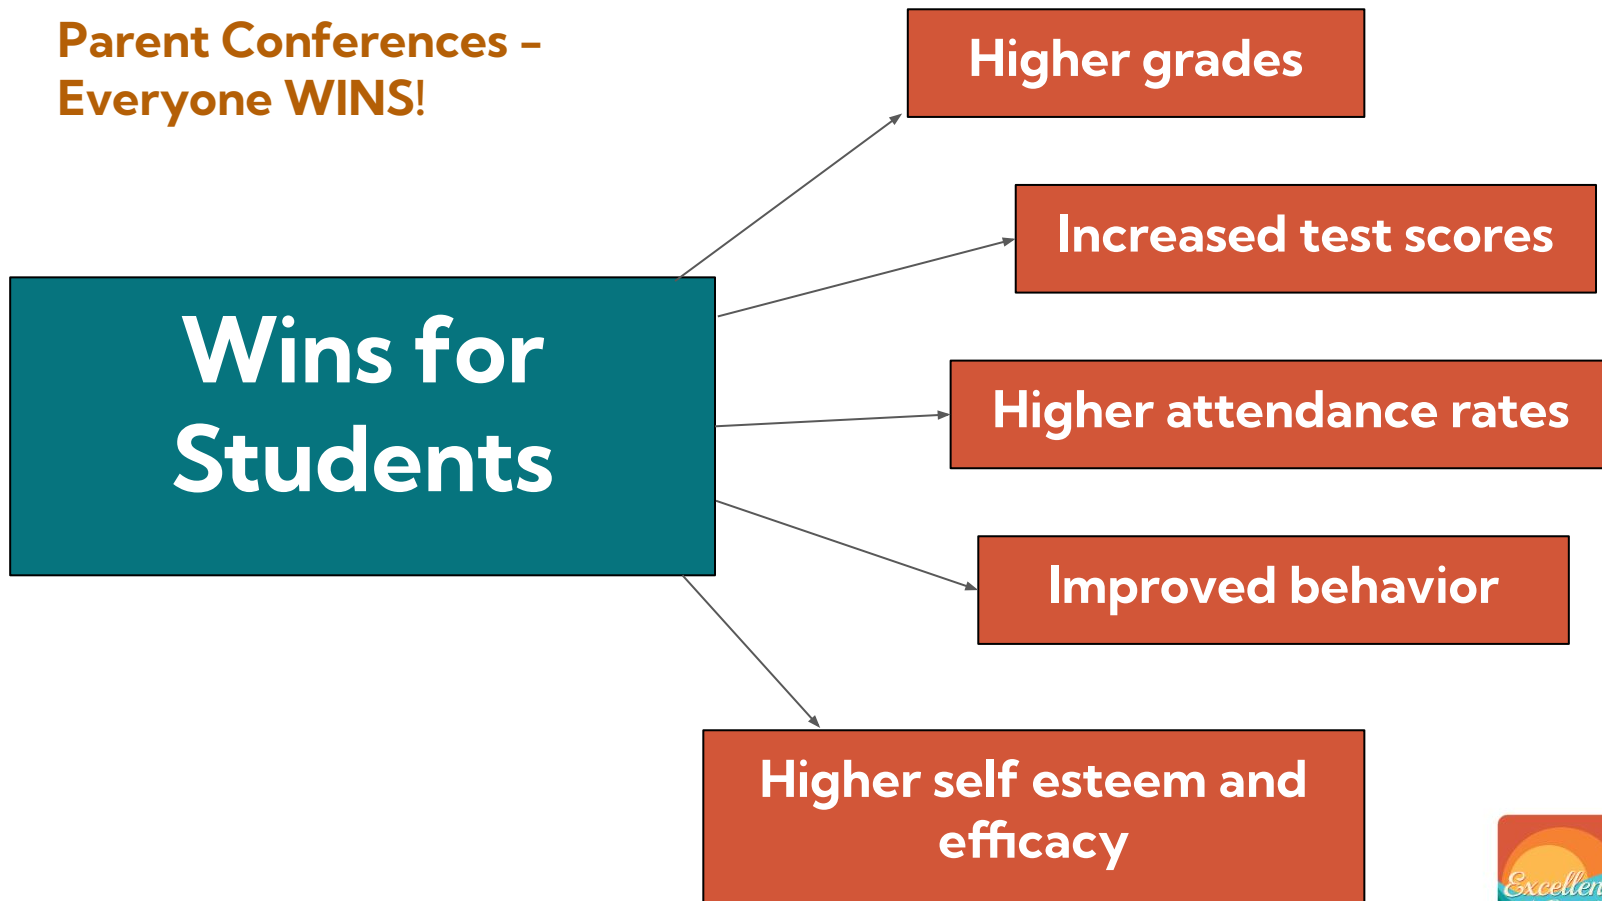 Parent Conferences -
Everyone WINS!
Higher grades
Increased test scores
Wins for
Students
Higher attendance rates
Improved behavior
Higher self esteem and
efficacy